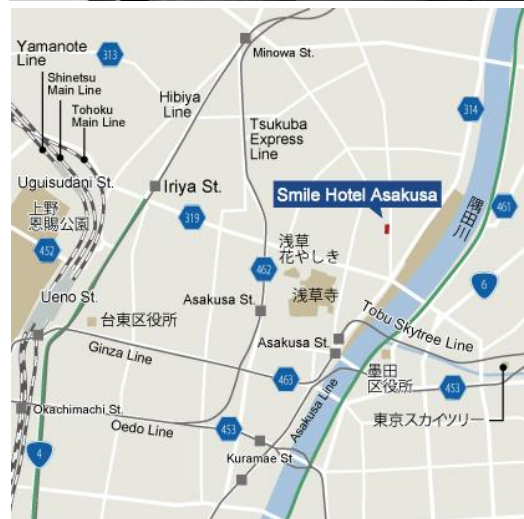 Yamanote
Line
Shinetsu
Main Line
Tohoku
Main Line
313
Hibiya
Line
Minowa St.
Tsukuba
Express
Line
314
Uguisudani St.
Iriya St.
Smile Hotel Asakusa
上野
恩賜公園
319
隅田川
461
452
浅草
花やしき
462
浅草寺
6
Ueno St.
Asakusa St.
台東区役所
Tobu Skytree Line
Ginza Line
Asakusa St.
墨田
区役所
463
453
Asakusa Line
東京スカイツリー
Okachimachi St.
Oedo Line
453
4
Kuramae St.